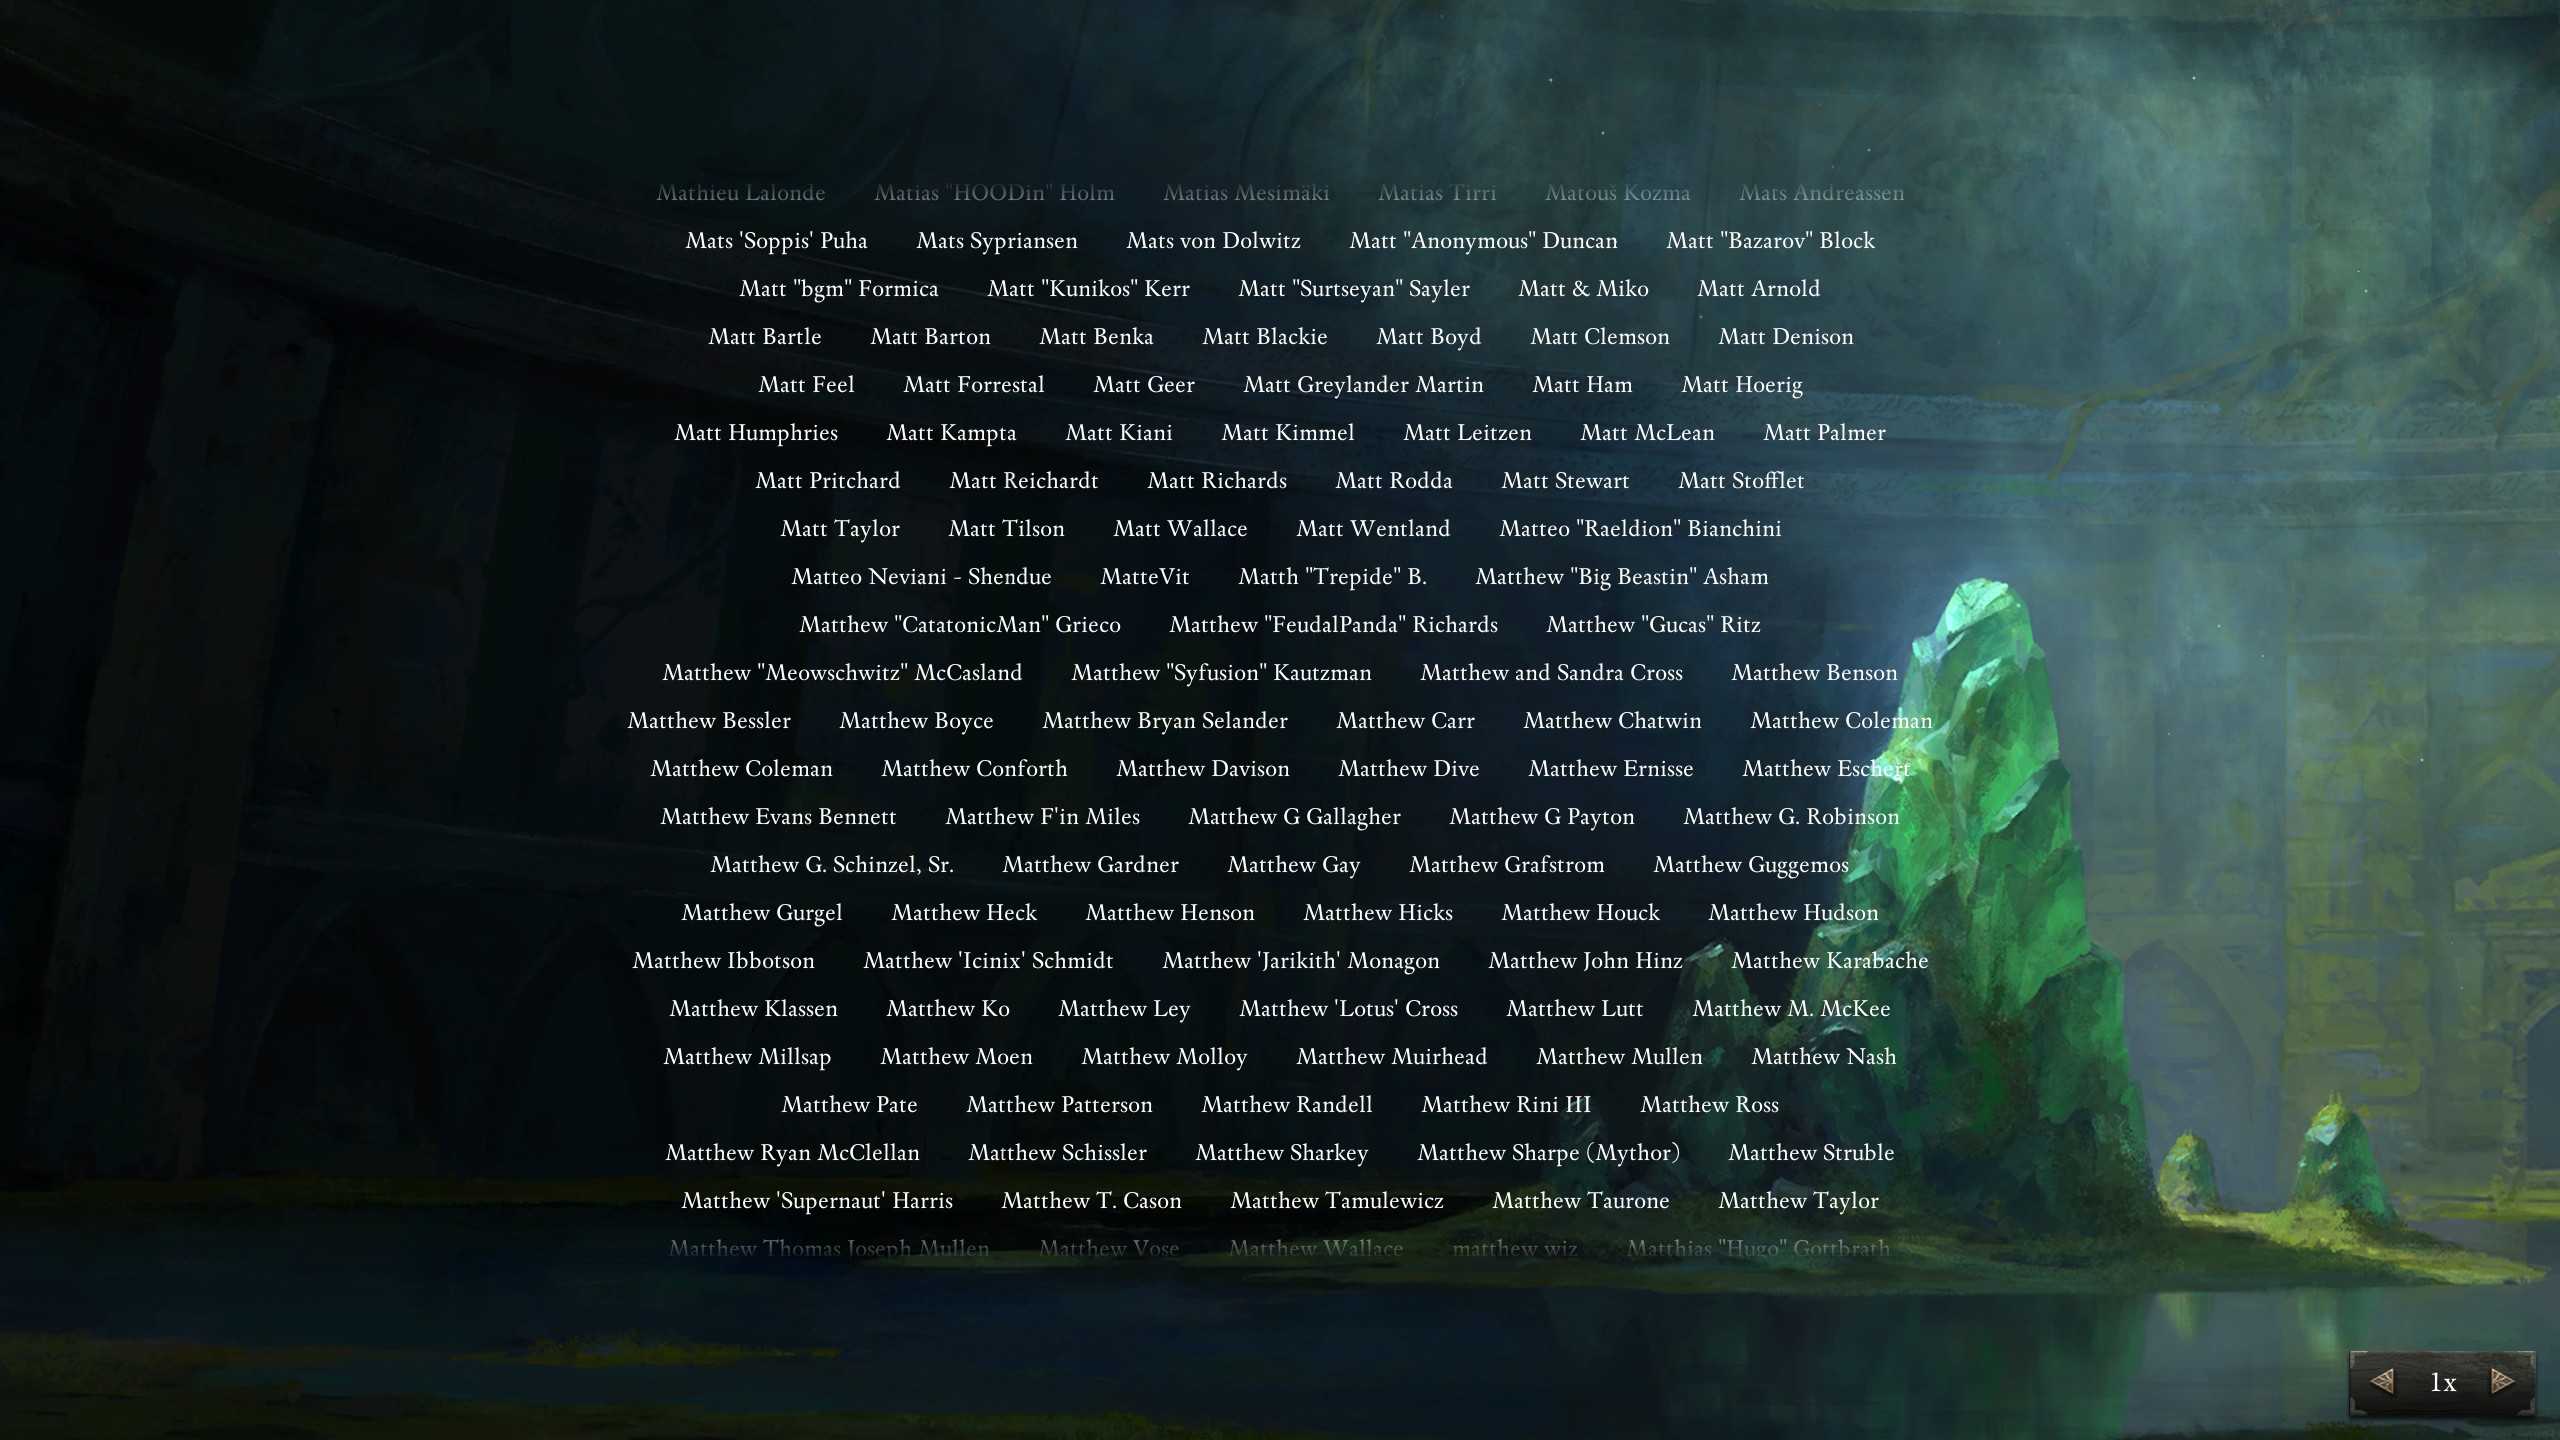 Mathieu Lalonde Matias "HOODin" Holm Matias Mesimäki Matias Tirri Matouš Kozma Mats Andreassen
Mats 'Soppis' Puha Mats Sypriansen Mats von Dolwitz Matt "Anonymous" Duncan Matt "Bazarov" Block
Matt "bgm" Formica Matt "Kunikos" Kerr Matt "Surtseyan" Sayler Matt & Miko Matt Arnold
Matt Bartle Matt Barton Matt Benka Matt Blackie Matt Boyd Matt Clemson Matt Denison
Matt Feel Matt Forrestal Matt Geer Matt Greylander Martin Matt Ham Matt Hoerig
Matt Humphries Matt Kampta Matt Kiani Matt Kimmel Matt Leitzen Matt McLean Matt Palmer
Matt Pritchard Matt Reichardt Matt Richards Matt Rodda Matt Stewart Matt Stofflet
Matt Taylor Matt Tilson Matt Wallace Matt Wentland Matteo "Raeldion" Bianchini
Matteo Neviani - Shendue MatteVit Matth "Trepide" B. Matthew "Big Beastin" Asham
Matthew "CatatonicMan" Grieco Matthew "FeudalPanda" Richards Matthew "Gucas" Ritz
Matthew "Meowschwitz" McCasland Matthew "Syfusion" Kautzman Matthew and Sandra Cross Matthew Benson
Matthew Bessler Matthew Boyce Matthew Bryan Selander Matthew Carr Matthew Chatwin Matthew Coleman
Matthew Coleman Matthew Conforth Matthew Davison Matthew Dive Matthew Ernisse Matthew Eschert
Matthew Evans Bennett Matthew F'in Miles Matthew G Gallagher Matthew G Payton Matthew G. Robinson
Matthew G. Schinzel, Sr. Matthew Gardner Matthew Gay Matthew Grafstrom Matthew Guggemos
Matthew Gurgel Matthew Heck Matthew Henson Matthew Hicks Matthew Houck Matthew Hudson
Matthew Ibbotson Matthew 'Icinix' Schmidt Matthew 'Jarikith' Monagon Matthew John Hinz Matthew Karabache
Matthew Klassen Matthew Ko Matthew Ley Matthew 'Lotus' Cross Matthew Lutt Matthew M. McKee
Matthew Millsap Matthew Moen Matthew Molloy Matthew Muirhead Matthew Mullen Matthew Nash
Matthew Pate Matthew Patterson Matthew Randell Matthew Rini III Matthew Ross
Matthew Ryan McClellan Matthew Schissler Matthew Sharkey Matthew Sharpe (Mythor) Matthew Struble
Matthew 'Supernaut' Harris Matthew T. Cason Matthew Tamulewicz Matthew Taurone Matthew Taylor
Matthew Thomas Joseph Mullen Matthew Vose Matthew Wallace matthew wiz Matthias "Hugo" Gottbrath
1x